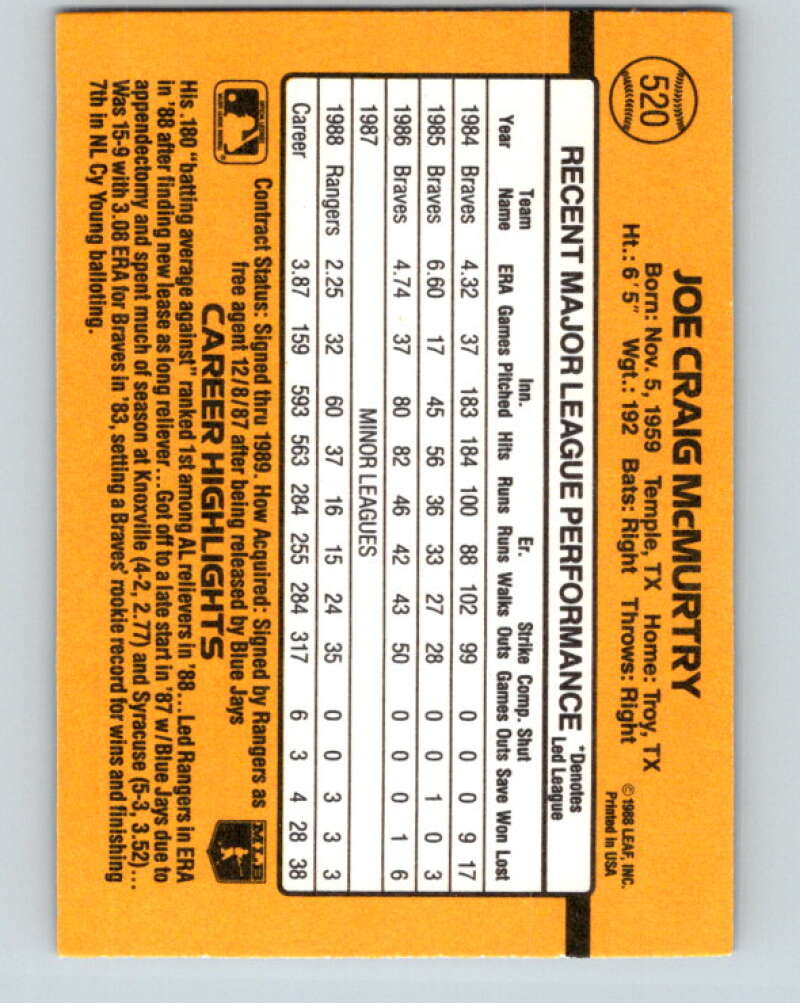 520
JOE CRAIG McMURTRY
Born: Nov. 5, 1959 Temple, TX Home: Troy, TX
Ht.: 6'5" Wgt.: 192 Bats: Right Throws: Right
© 1988 LEAF, INC.
Printed in USA
RECENT MAJOR LEAGUE PERFORMANCE *Denotes
Led League
Inn. Er. Strike Comp. Shut
Year Team Name ERA Games Pitched Hits Runs Runs Walks Outs Games Outs Save Won Lost
1984 Braves 4.32 37 183 184 100 88 102 99 0 0 0 9 17
1985 Braves 6.60 17 45 56 36 33 27 28 0 0 1 0 3
1986 Braves 4.74 37 80 82 46 42 43 50 0 0 0 1 6
1987 MINOR LEAGUES
1988 Rangers 2.25 32 60 37 16 15 24 35 0 0 3 3 3
Career 3.87 159 593 563 284 255 284 317 6 3 4 28 38
Contract Status: Signed thru 1989. How Acquired: Signed by Rangers as
free agent 12/8/87 after being released by Blue Jays
MLB
CAREER HIGHLIGHTS
His .180 "batting average against" ranked 1st among AL relievers in '88...Led Rangers in ERA
in '88 after finding new lease as long reliever... Got off to a late start in '87 w/Blue Jays due to
appendectomy and spent much of season at Knoxville (4-2, 2.77) and Syracuse (5-3, 3.52)...
Was 15-9 with 3.08 ERA for Braves in '83, setting a Braves' rookie record for wins and finishing
7th in NL Cy Young balloting.